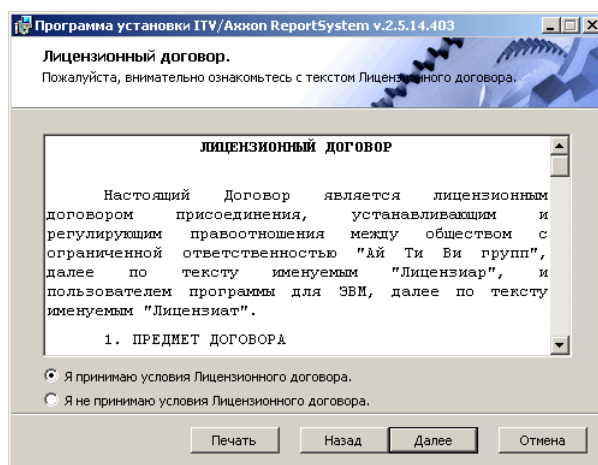 Программа установки ITV/Axxon ReportSystem v.2.5.14.403
Лицензионный договор.
Пожалуйста, внимательно ознакомьтесь с текстом Лицензионного договора.
ЛИЦЕНЗИОННЫЙ ДОГОВОР
Настоящий Договор является лицензионным
договором присоединения, устанавливающим и
регулирующим правоотношения между обществом с
ограниченной ответственностью "Ай Ти Ви групп",
далее по тексту именуемым "Лицензиар", и
пользователем программы для ЭВМ, далее по тексту
именуемым "Лицензиат".
1. ПРЕДМЕТ ДОГОВОРА
Я принимаю условия Лицензионного договора.
Я не принимаю условия Лицензионного договора.
Печать Назад Далее Отмена